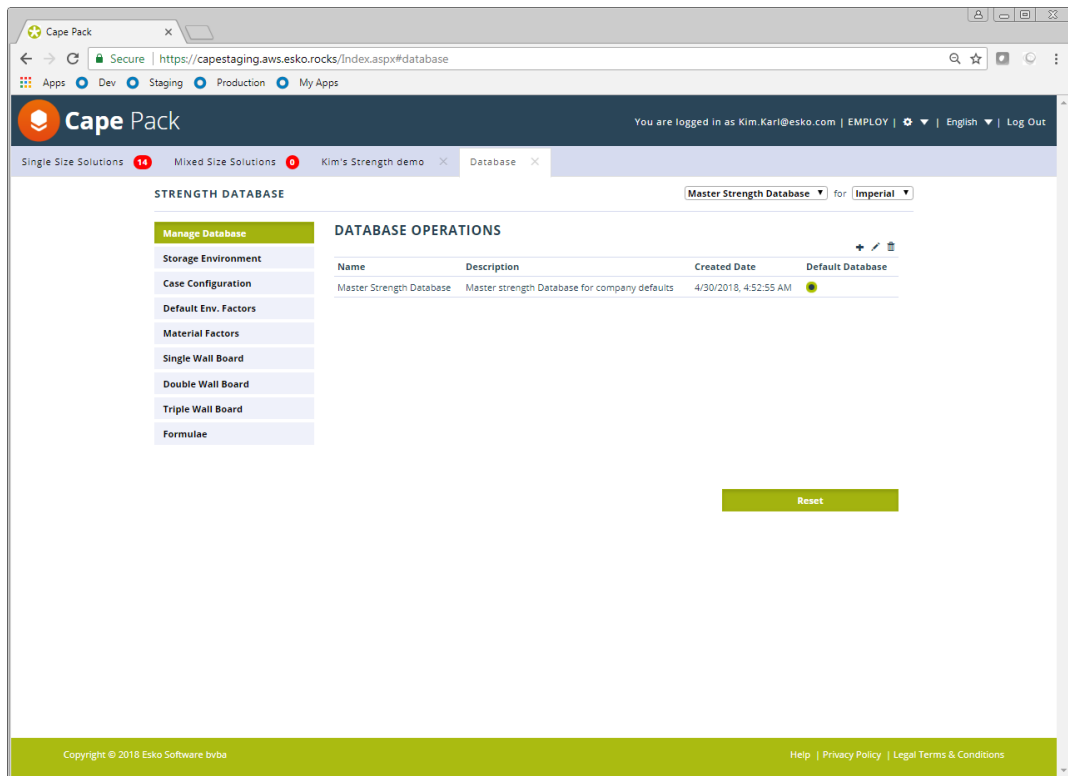 Cape Pack
Secure | https://capestaging.aws.esko.rocks/Index.aspx#database
Apps Dev Staging Production My Apps
Cape Pack You are logged in as Kim.Karl@esko.com | EMPLOY | | English ▼ | Log Out
Single Size Solutions 14 Mixed Size Solutions 0 Kim's Strength demo Database
STRENGTH DATABASE Master Strength Database ▼ for Imperial ▼
Manage Database
Storage Environment
Case Configuration
Default Env. Factors
Material Factors
Single Wall Board
Double Wall Board
Triple Wall Board
Formulae
DATABASE OPERATIONS
Name Description Created Date Default Database
Master Strength Database Master strength Database for company defaults 4/30/2018, 4:52:55 AM
Reset
Copyright © 2018 Esko Software bvba Help | Privacy Policy | Legal Terms & Conditions